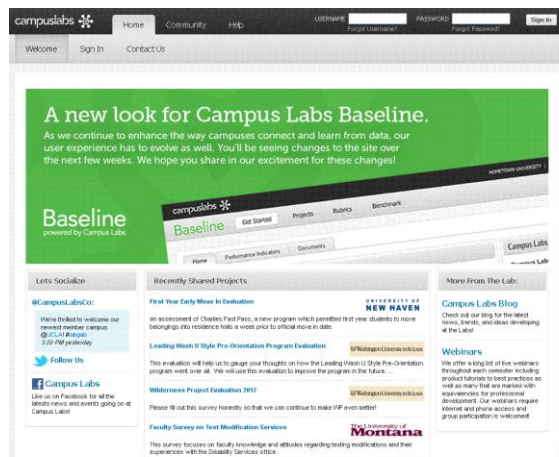 campuslabs Home Community Help USERNAME PASSWORD Sign In
Forgot Username? Forgot Password?
Welcome Sign In Contact Us
A new look for Campus Labs Baseline.
As we continue to enhance the way campuses connect and learn from data, our
user experience has to evolve as well. You'll be seeing changes to the site over
the next few weeks. We hope you share in our excitement for these changes!
Baseline
powered by Campus Labs
campuslabs HOMETOWN UNIVERSITY
Baseline Get Started Projects Rubrics Benchmark
Home Performance Indicators Documents
Campus Labs
Lets Socialize
@CampusLabsCo:
We're thrilled to welcome our
newest member campus
@UCLA! #labgab
3:20 PM yesterday
Follow Us
Campus Labs
Like us on Facebook for all the
latest news and events going on at
Campus Labs!
Recently Shared Projects
First Year Early Move In Evaluation
UNIVERSITY OF
NEW HAVEN
an assessment of Charlies Fast Pass, a new program which permitted first year students to move
belongings into residence halls a week prior to official move in date.
Leading Wash U Style Pre-Orientation Program Evaluation
Washington University in St. Louis
This evaluation will help us to gauge your thoughts on how the Leading Wash U Style Pre-Orientation
program went over all. We will use this evaluation to improve the program in the future. ...
Wilderness Project Evaluation 2012
Washington University in St. Louis
Please fill out this survey honestly so that we can continue to make WP even better!
Faculty Survey on Test Modification Services
The University of
Montana
This survey focuses on faculty knowledge and attitudes regarding testing modifications and their
experiences with the Disability Services office.
More From The Lab:
Campus Labs Blog
Check out our blog for the latest
news, trends, and ideas developing
at the Labs!
Webinars
We offer a long list of live webinars
throughout each semester including
product tutorials to best practices as
well as many that are marked with
equivalencies for professional
development. Our webinars require
internet and phone access and
group participation is welcomed!